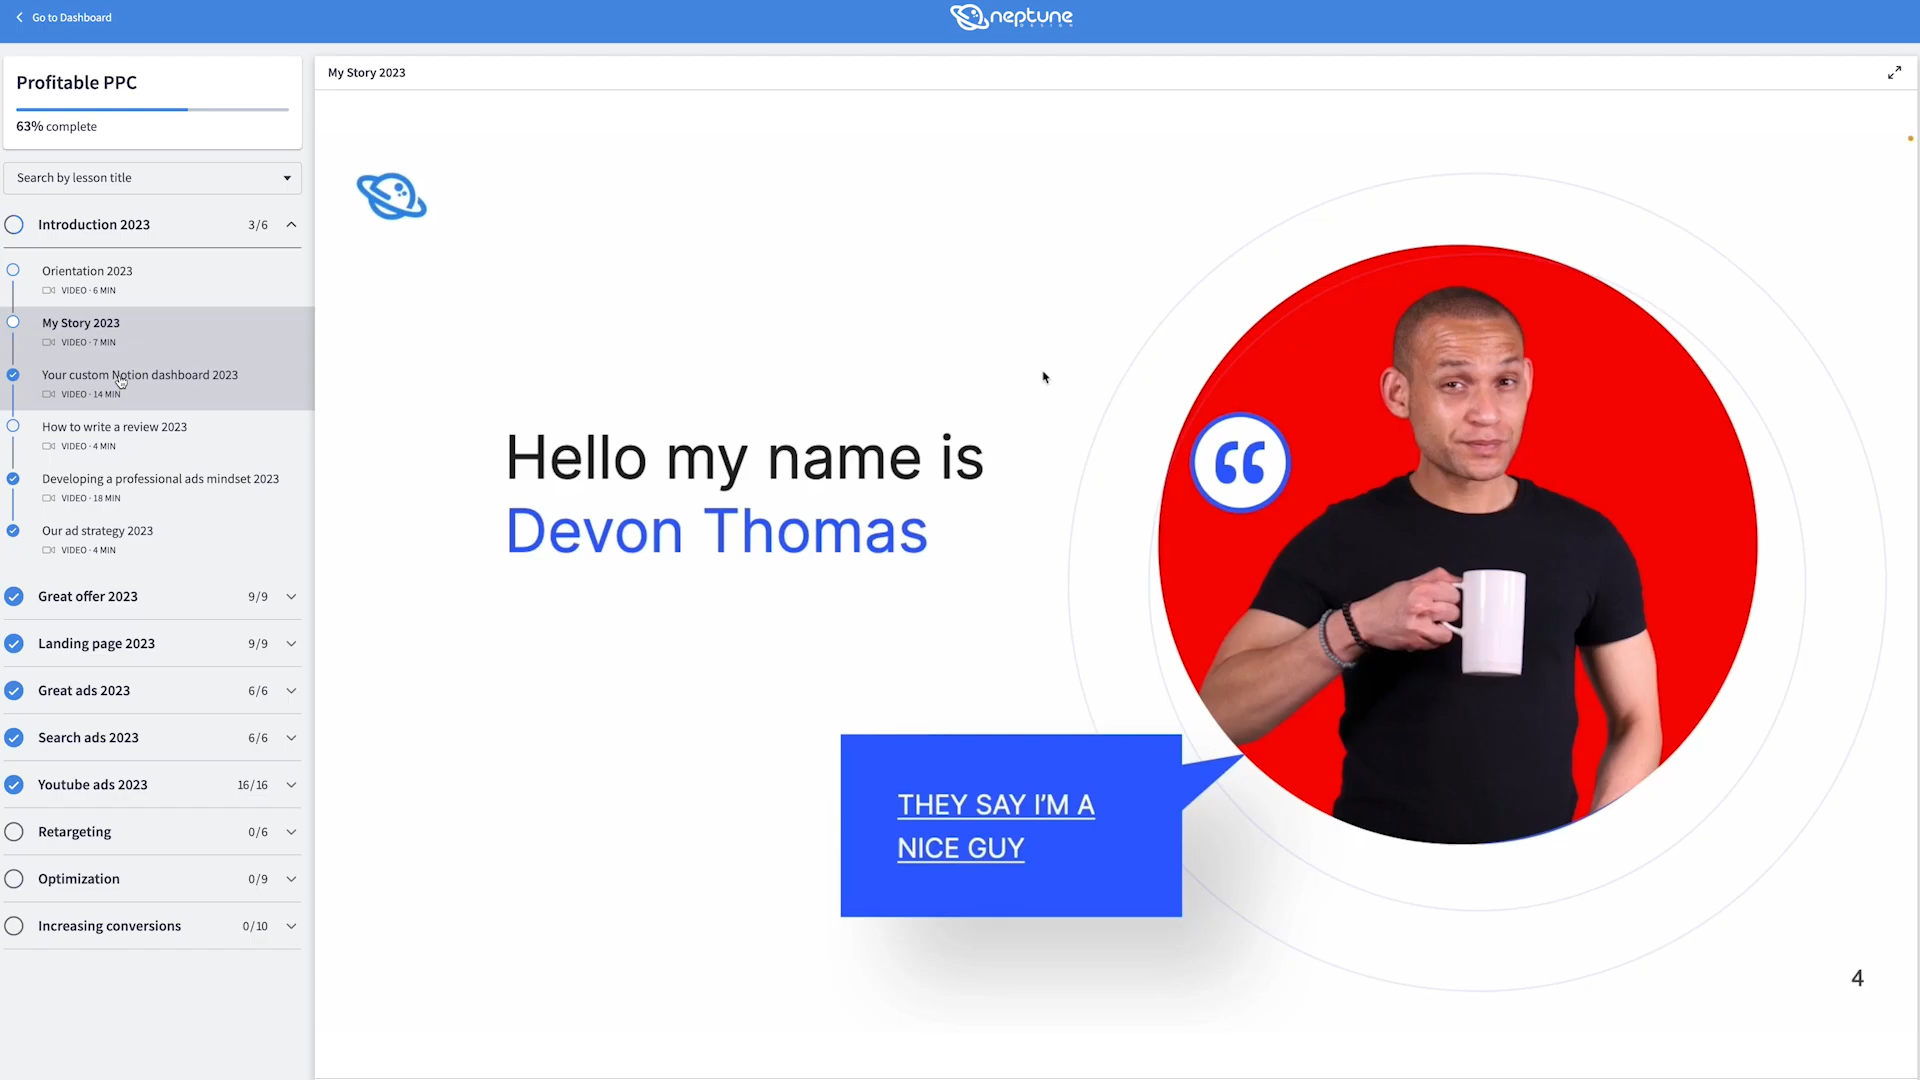 Go to Dashboard
neptune
DESIGN
Profitable PPC
63% complete
Search by lesson title
Introduction 2023
3/6
Orientation 2023
VIDEO · 6 MIN
My Story 2023
VIDEO · 7 MIN
Your custom Notion dashboard 2023
VIDEO · 14 MIN
How to write a review 2023
VIDEO · 4 MIN
Developing a professional ads mindset 2023
VIDEO · 18 MIN
Our ad strategy 2023
VIDEO · 4 MIN
Great offer 2023
9/9
Landing page 2023
9/9
Great ads 2023
6/6
Search ads 2023
6/6
Youtube ads 2023
16/16
Retargeting
0/6
Optimization
0/9
Increasing conversions
0/10
My Story 2023
Hello my name is
Devon Thomas
THEY SAY I'M A
NICE GUY
4